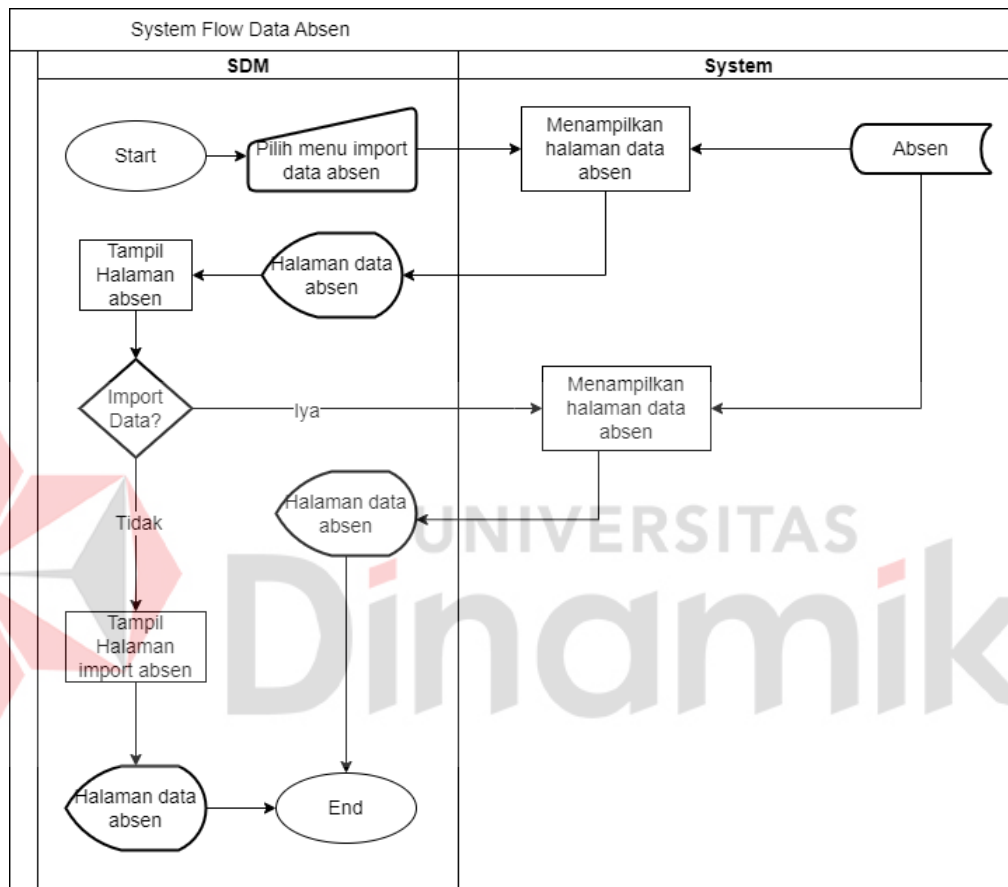 System Flow Data Absen
SDM
System
Start
Pilih menu import
data absen
Menampilkan
halaman data
absen
Absen
Tampil
Halaman
absen
Halaman data
absen
Import
Data?
Iya
Menampilkan
halaman data
absen
Halaman data
absen
Tidak
Tampil
Halaman
import absen
Halaman data
absen
End
UNIVERSITAS
Dinamik